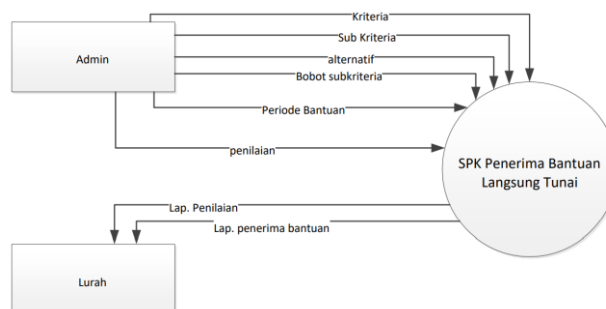 Kriteria
Sub Kriteria
Admin
alternatif
Bobot subkriteria
Periode Bantuan
penilaian
SPK Penerima Bantuan
Langsung Tunai
Lap. Penilaian
Lap. penerima bantuan
Lurah